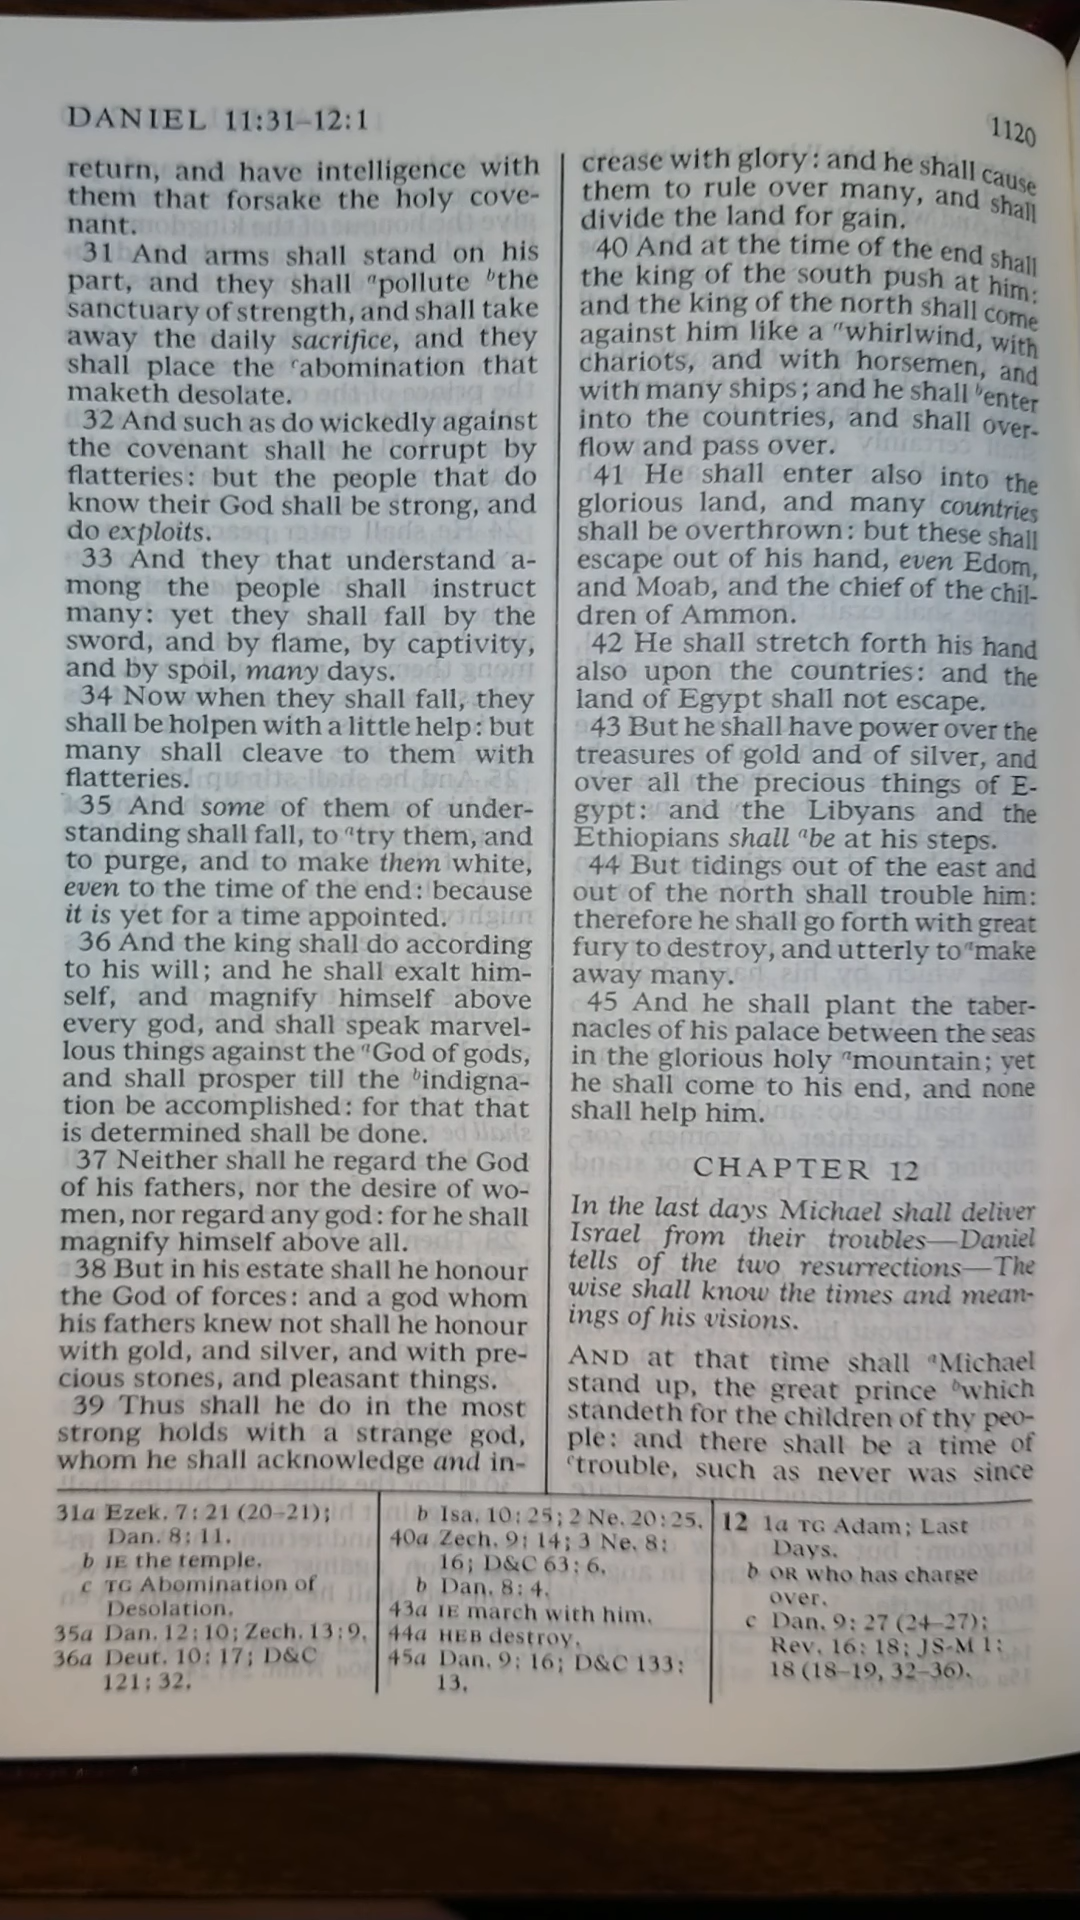 DANIEL 11:31–12:1
1120
return, and have intelligence with
them that forsake the holy cove-
nant.
31 And arms shall stand on his
part, and they shall ᵃpollute ᵇthe
sanctuary of strength, and shall take
away the daily sacrifice, and they
shall place the ᶜabomination that
maketh desolate.
32 And such as do wickedly against
the covenant shall he corrupt by
flatteries: but the people that do
know their God shall be strong, and
do exploits.
33 And they that understand a-
mong the people shall instruct
many: yet they shall fall by the
sword, and by flame, by captivity,
and by spoil, many days.
34 Now when they shall fall, they
shall be holpen with a little help: but
many shall cleave to them with
flatteries.
35 And some of them of under-
standing shall fall, to ᵃtry them, and
to purge, and to make them white,
even to the time of the end: because
it is yet for a time appointed.
36 And the king shall do according
to his will; and he shall exalt him-
self, and magnify himself above
every god, and shall speak marvel-
lous things against the ᵃGod of gods,
and shall prosper till the ᵇindigna-
tion be accomplished: for that that
is determined shall be done.
37 Neither shall he regard the God
of his fathers, nor the desire of wo-
men, nor regard any god: for he shall
magnify himself above all.
38 But in his estate shall he honour
the God of forces: and a god whom
his fathers knew not shall he honour
with gold, and silver, and with pre-
cious stones, and pleasant things.
39 Thus shall he do in the most
strong holds with a strange god,
whom he shall acknowledge and in-
crease with glory: and he shall cause
them to rule over many, and shall
divide the land for gain.
40 And at the time of the end shall
the king of the south push at him:
and the king of the north shall come
against him like a ᵃwhirlwind, with
chariots, and with horsemen, and
with many ships; and he shall ᵇenter
into the countries, and shall over-
flow and pass over.
41 He shall enter also into the
glorious land, and many countries
shall be overthrown: but these shall
escape out of his hand, even Edom,
and Moab, and the chief of the chil-
dren of Ammon.
42 He shall stretch forth his hand
also upon the countries: and the
land of Egypt shall not escape.
43 But he shall have power over the
treasures of gold and of silver, and
over all the precious things of E-
gypt: and the Libyans and the
Ethiopians shall ᵃbe at his steps.
44 But tidings out of the east and
out of the north shall trouble him:
therefore he shall go forth with great
fury to destroy, and utterly to ᵃmake
away many.
45 And he shall plant the taber-
nacles of his palace between the seas
in the glorious holy ᵃmountain; yet
he shall come to his end, and none
shall help him.
CHAPTER 12
In the last days Michael shall deliver
Israel from their troubles—Daniel
tells of the two resurrections—The
wise shall know the times and mean-
ings of his visions.
AND at that time shall ᵃMichael
stand up, the great prince ᵇwhich
standeth for the children of thy peo-
ple: and there shall be a time of
ᶜtrouble, such as never was since
31a Ezek. 7: 21 (20–21);
Dan. 8: 11.
b IE the temple.
c TG Abomination of
Desolation.
35a Dan. 12: 10; Zech. 13: 9.
36a Deut. 10: 17; D&C
121: 32.
b Isa. 10: 25; 2 Ne. 20: 25.
40a Zech. 9: 14; 3 Ne. 8:
16; D&C 63: 6.
b Dan. 8: 4.
43a IE march with him.
44a HEB destroy.
45a Dan. 9: 16; D&C 133:
13.
12 1a TG Adam; Last
Days.
b OR who has charge
over.
c Dan. 9: 27 (24–27);
Rev. 16: 18; JS-M 1:
18 (18–19, 32–36).